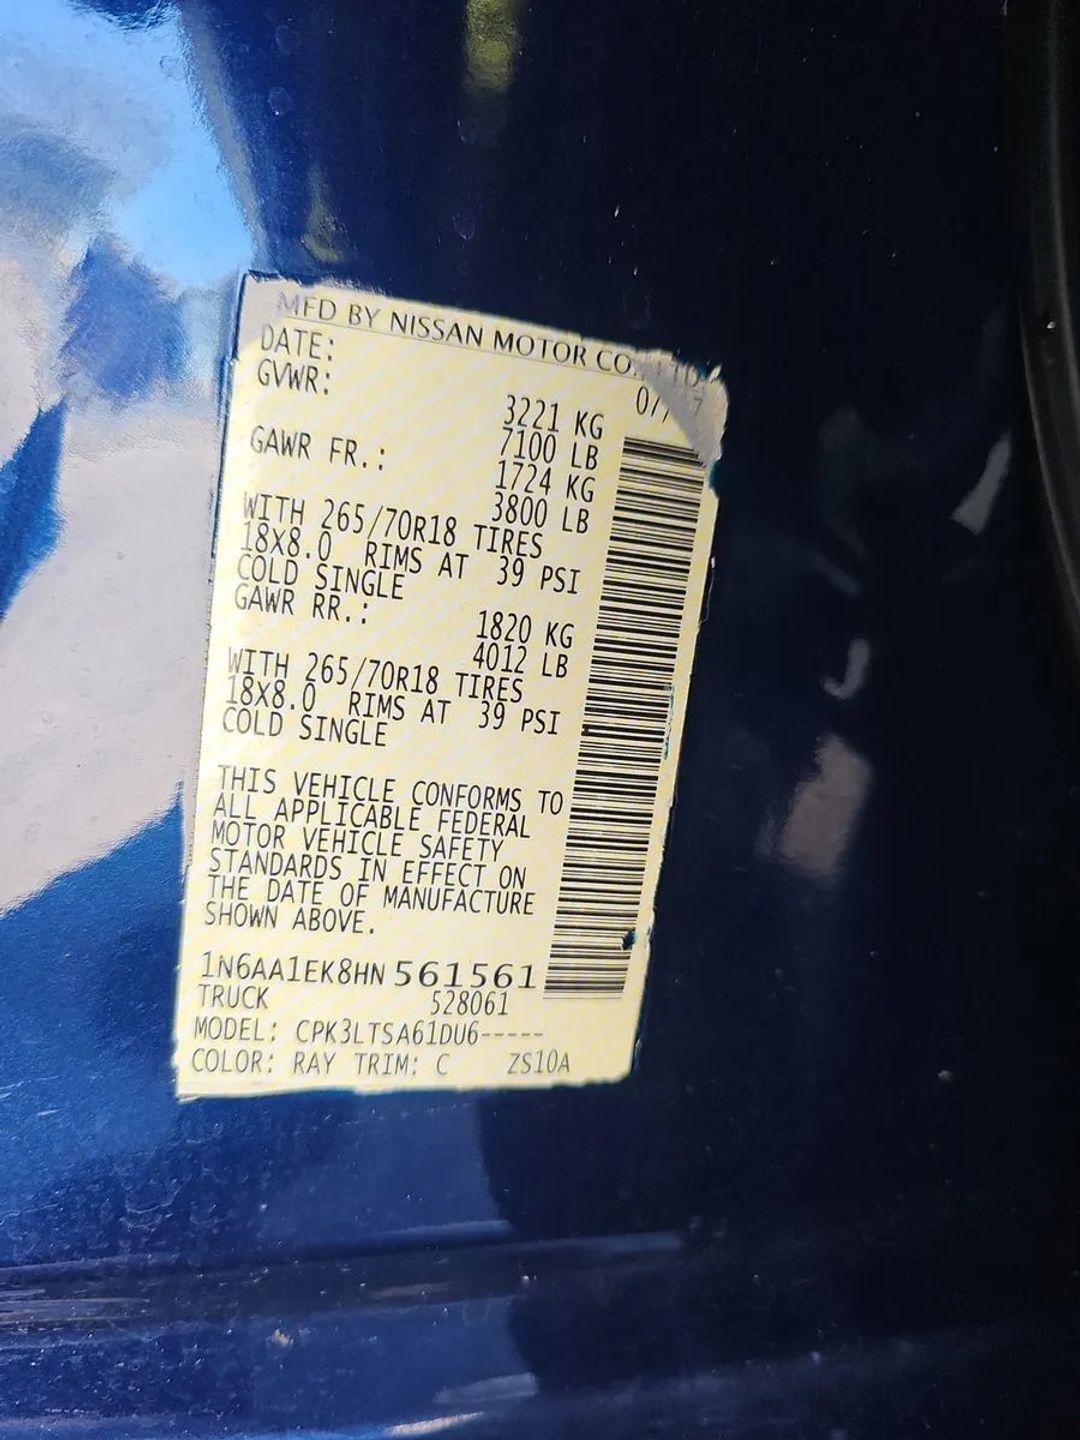 MFD BY NISSAN MOTOR CO., LTD.
DATE:
GVWR:
3221 KG
7100 LB
GAWR FR.:
1724 KG
3800 LB
WITH 265/70R18 TIRES
18X8.0 RIMS AT 39 PSI
COLD SINGLE
GAWR RR.:
1820 KG
4012 LB
WITH 265/70R18 TIRES
18X8.0 RIMS AT 39 PSI
COLD SINGLE
THIS VEHICLE CONFORMS TO
ALL APPLICABLE FEDERAL
MOTOR VEHICLE SAFETY
STANDARDS IN EFFECT ON
THE DATE OF MANUFACTURE
SHOWN ABOVE.
1N6AA1EK8HN 561561
TRUCK 528061
MODEL: CPK3LTSA61DU6-----
COLOR: RAY TRIM: C ZS10A